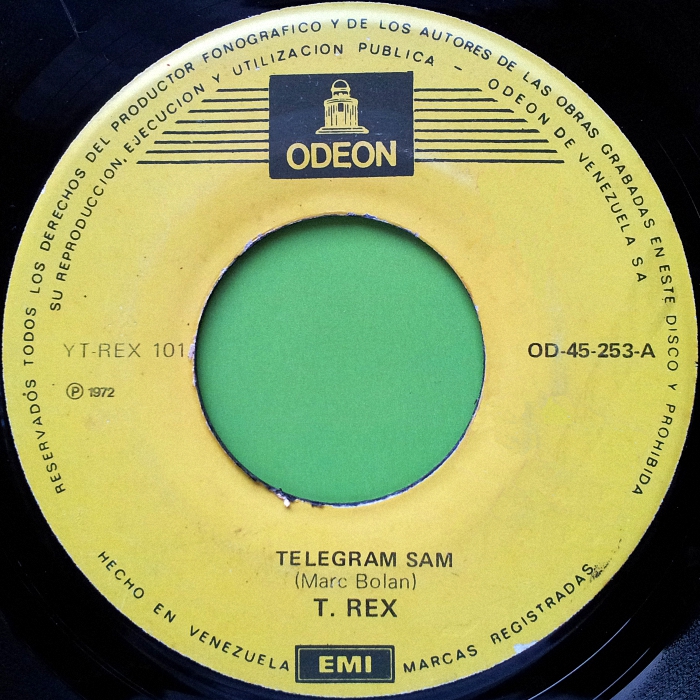 RESERVADOS TODOS LOS DERECHOS DEL PRODUCTOR FONOGRAFICO Y DE LOS AUTORES DE LAS OBRAS GRABADAS EN ESTE DISCO Y PROHIBIDA
SU REPRODUCCION, EJECUCION Y UTILIZACION PUBLICA - ODEON DE VENEZUELA S A
ODEON
YT-REX 101
OD-45-253-A
Ⓟ 1972
TELEGRAM SAM
(Marc Bolan)
T. REX
HECHO EN VENEZUELA EMI MARCAS REGISTRADAS